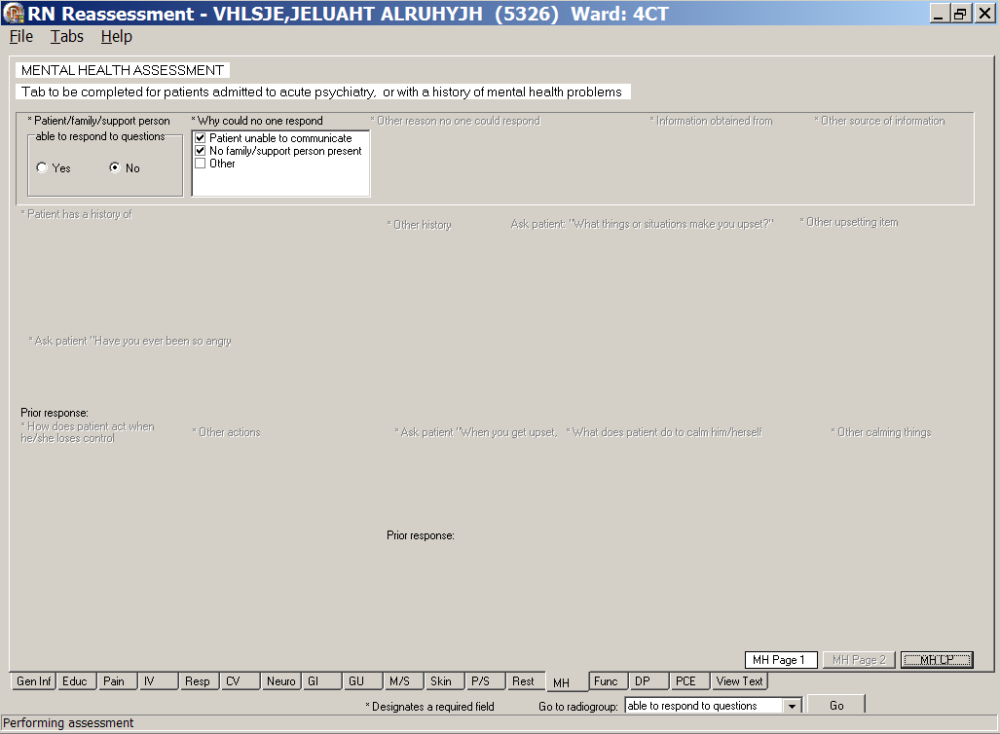 RN Reassessment - VHLSJE,JELUAHT ALRUHYJH (5326) Ward: 4CT
File Tabs Help
MENTAL HEALTH ASSESSMENT
Tab to be completed for patients admitted to acute psychiatry, or with a history of mental health problems
* Patient/family/support person
able to respond to questions
Yes No
* Why could no one respond
Patient unable to communicate
No family/support person present
Other
* Other reason no one could respond
* Information obtained from
* Other source of information
* Patient has a history of
* Other history
Ask patient: "What things or situations make you upset?"
* Other upsetting item
* Ask patient "Have you ever been so angry
Prior response:
* How does patient act when
he/she loses control
* Other actions
* Ask patient "When you get upset,
* What does patient do to calm him/herself
* Other calming things
Prior response:
MH Page 1 MH Page 2 MH CP
Gen Inf Educ Pain IV Resp CV Neuro GI GU M/S Skin P/S Rest MH Func DP PCE View Text
* Designates a required field
Go to radiogroup: able to respond to questions Go
Performing assessment